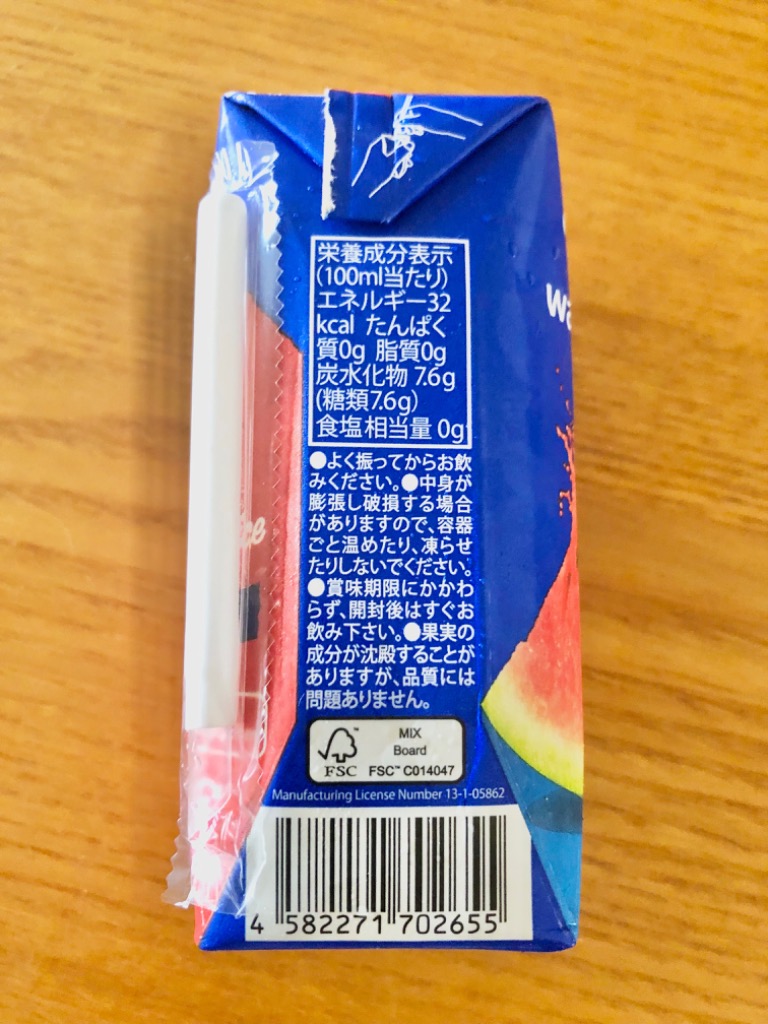 栄養成分表示
(100ml当たり)
エネルギー32
kcal たんぱく
質0g 脂質0g
炭水化物 7.6g
(糖類7.6g)
食塩相当量 0g
●よく振ってからお飲
みください。●中身が
膨張し破損する場合
がありますので、容器
ごと温めたり、凍らせ
たりしないでください。
●賞味期限にかかわ
らず、開封後はすぐお
飲み下さい。●果実の
成分が沈殿することが
ありますが、品質には
問題ありません。
MIX
Board
FSC FSC™ C014047
Manufacturing License Number 13-1-05862
4 582271 702655